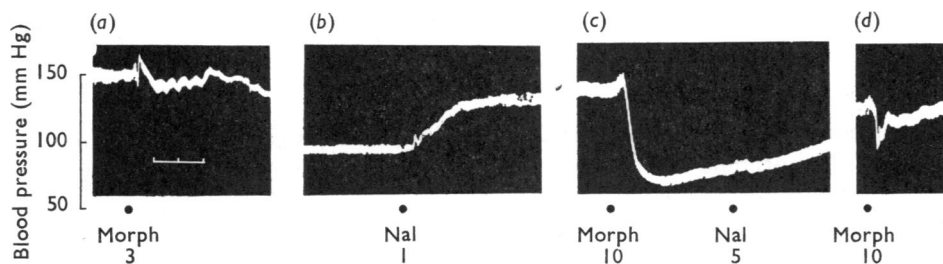 (a) (b) (c) (d)
Blood pressure (mm Hg)
150
100
50
Morph Nal Morph Nal Morph
3 1 10 5 10